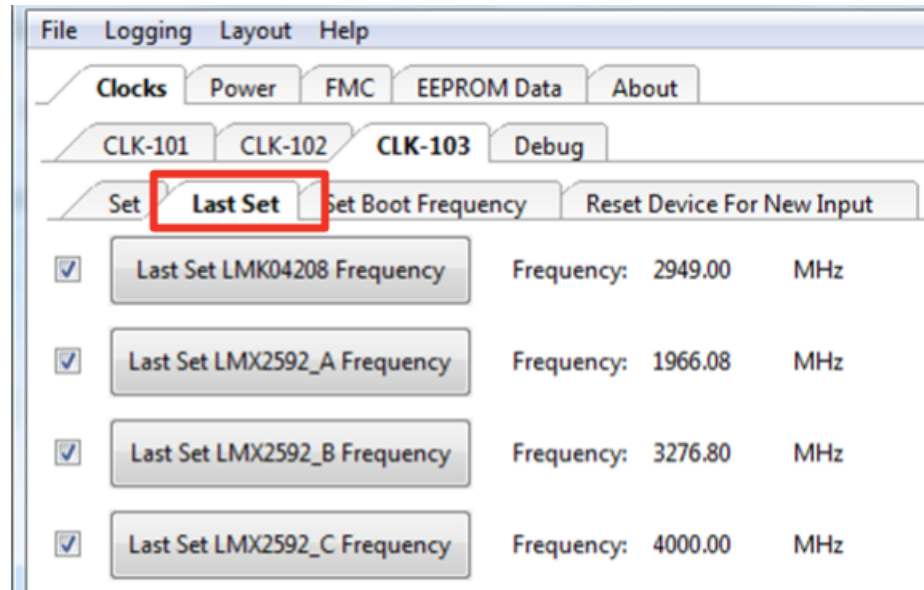 File Logging Layout Help
Clocks Power FMC EEPROM Data About
CLK-101 CLK-102 CLK-103 Debug
Set Last Set Set Boot Frequency Reset Device For New Input
Last Set LMK04208 Frequency Frequency: 2949.00 MHz
Last Set LMX2592_A Frequency Frequency: 1966.08 MHz
Last Set LMX2592_B Frequency Frequency: 3276.80 MHz
Last Set LMX2592_C Frequency Frequency: 4000.00 MHz